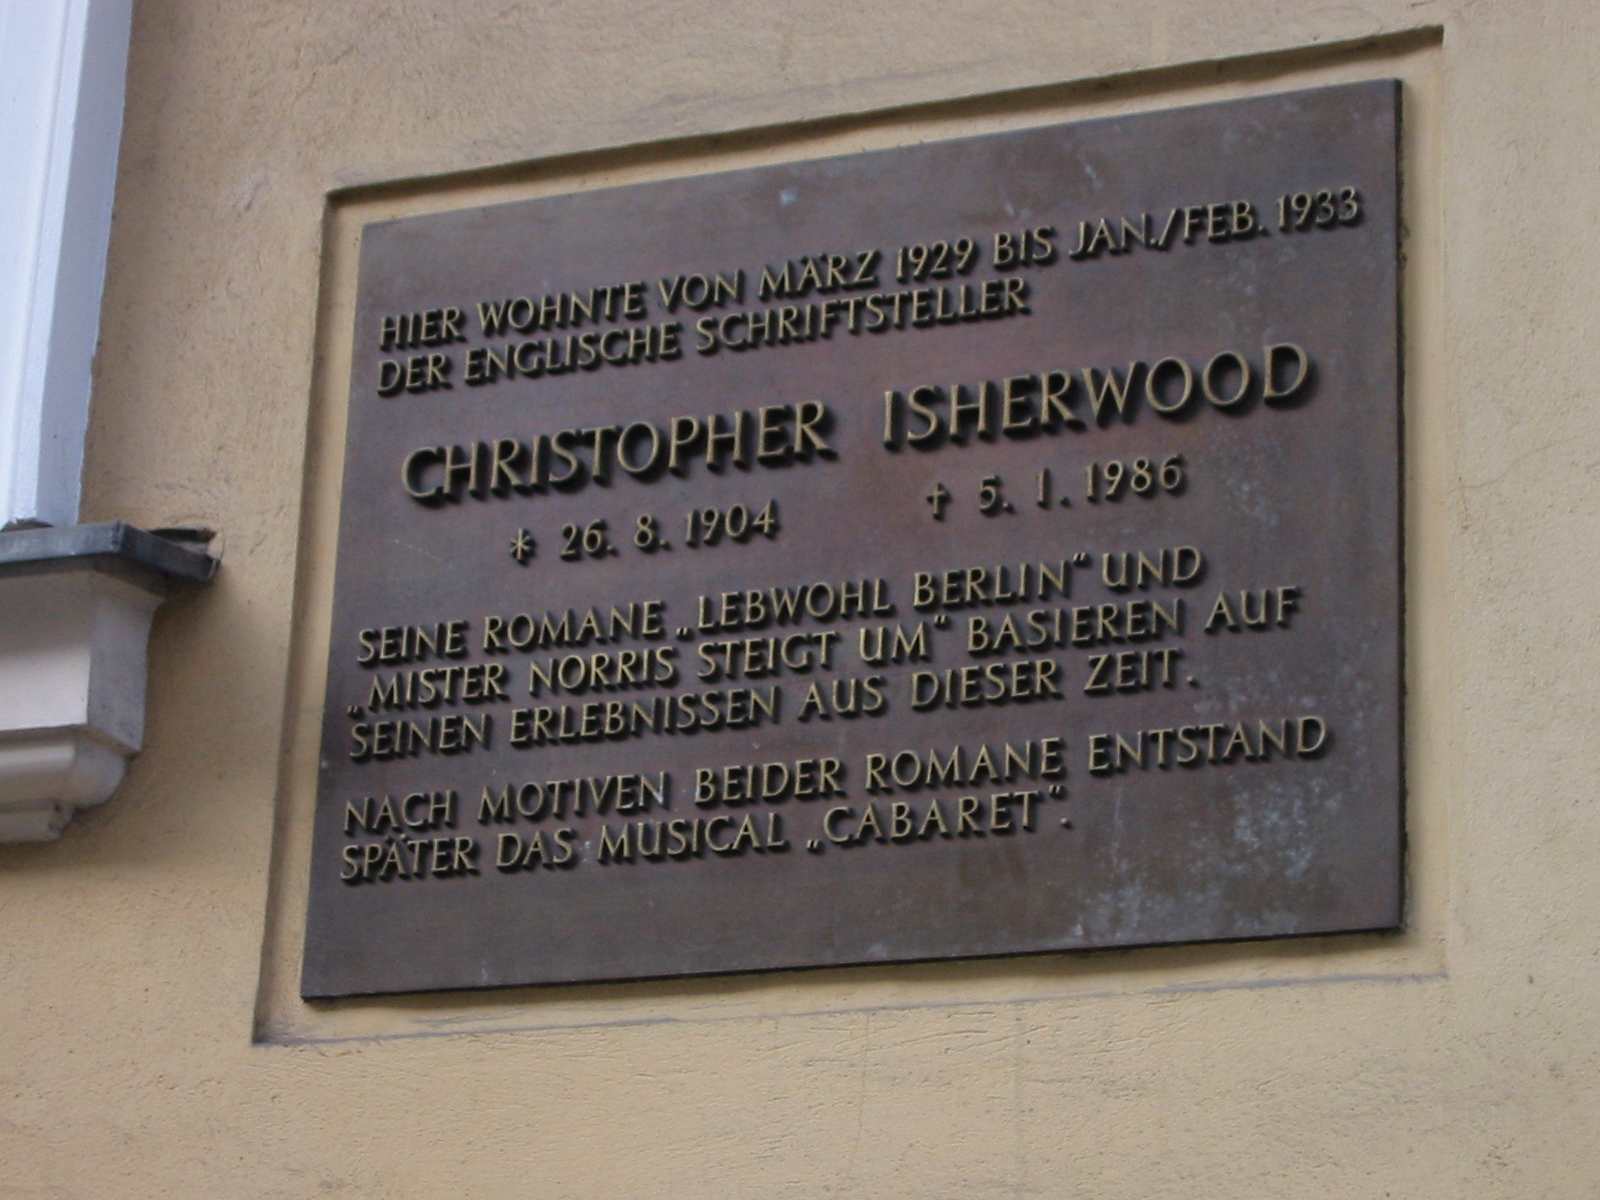 HIER WOHNTE VON MÄRZ 1929 BIS JAN./FEB. 1933
DER ENGLISCHE SCHRIFTSTELLER
CHRISTOPHER ISHERWOOD
* 26. 8. 1904 † 5. 1. 1986
SEINE ROMANE „LEBWOHL BERLIN” UND
„MISTER NORRIS STEIGT UM” BASIEREN AUF
SEINEN ERLEBNISSEN AUS DIESER ZEIT.
NACH MOTIVEN BEIDER ROMANE ENTSTAND
SPÄTER DAS MUSICAL „CABARET”.